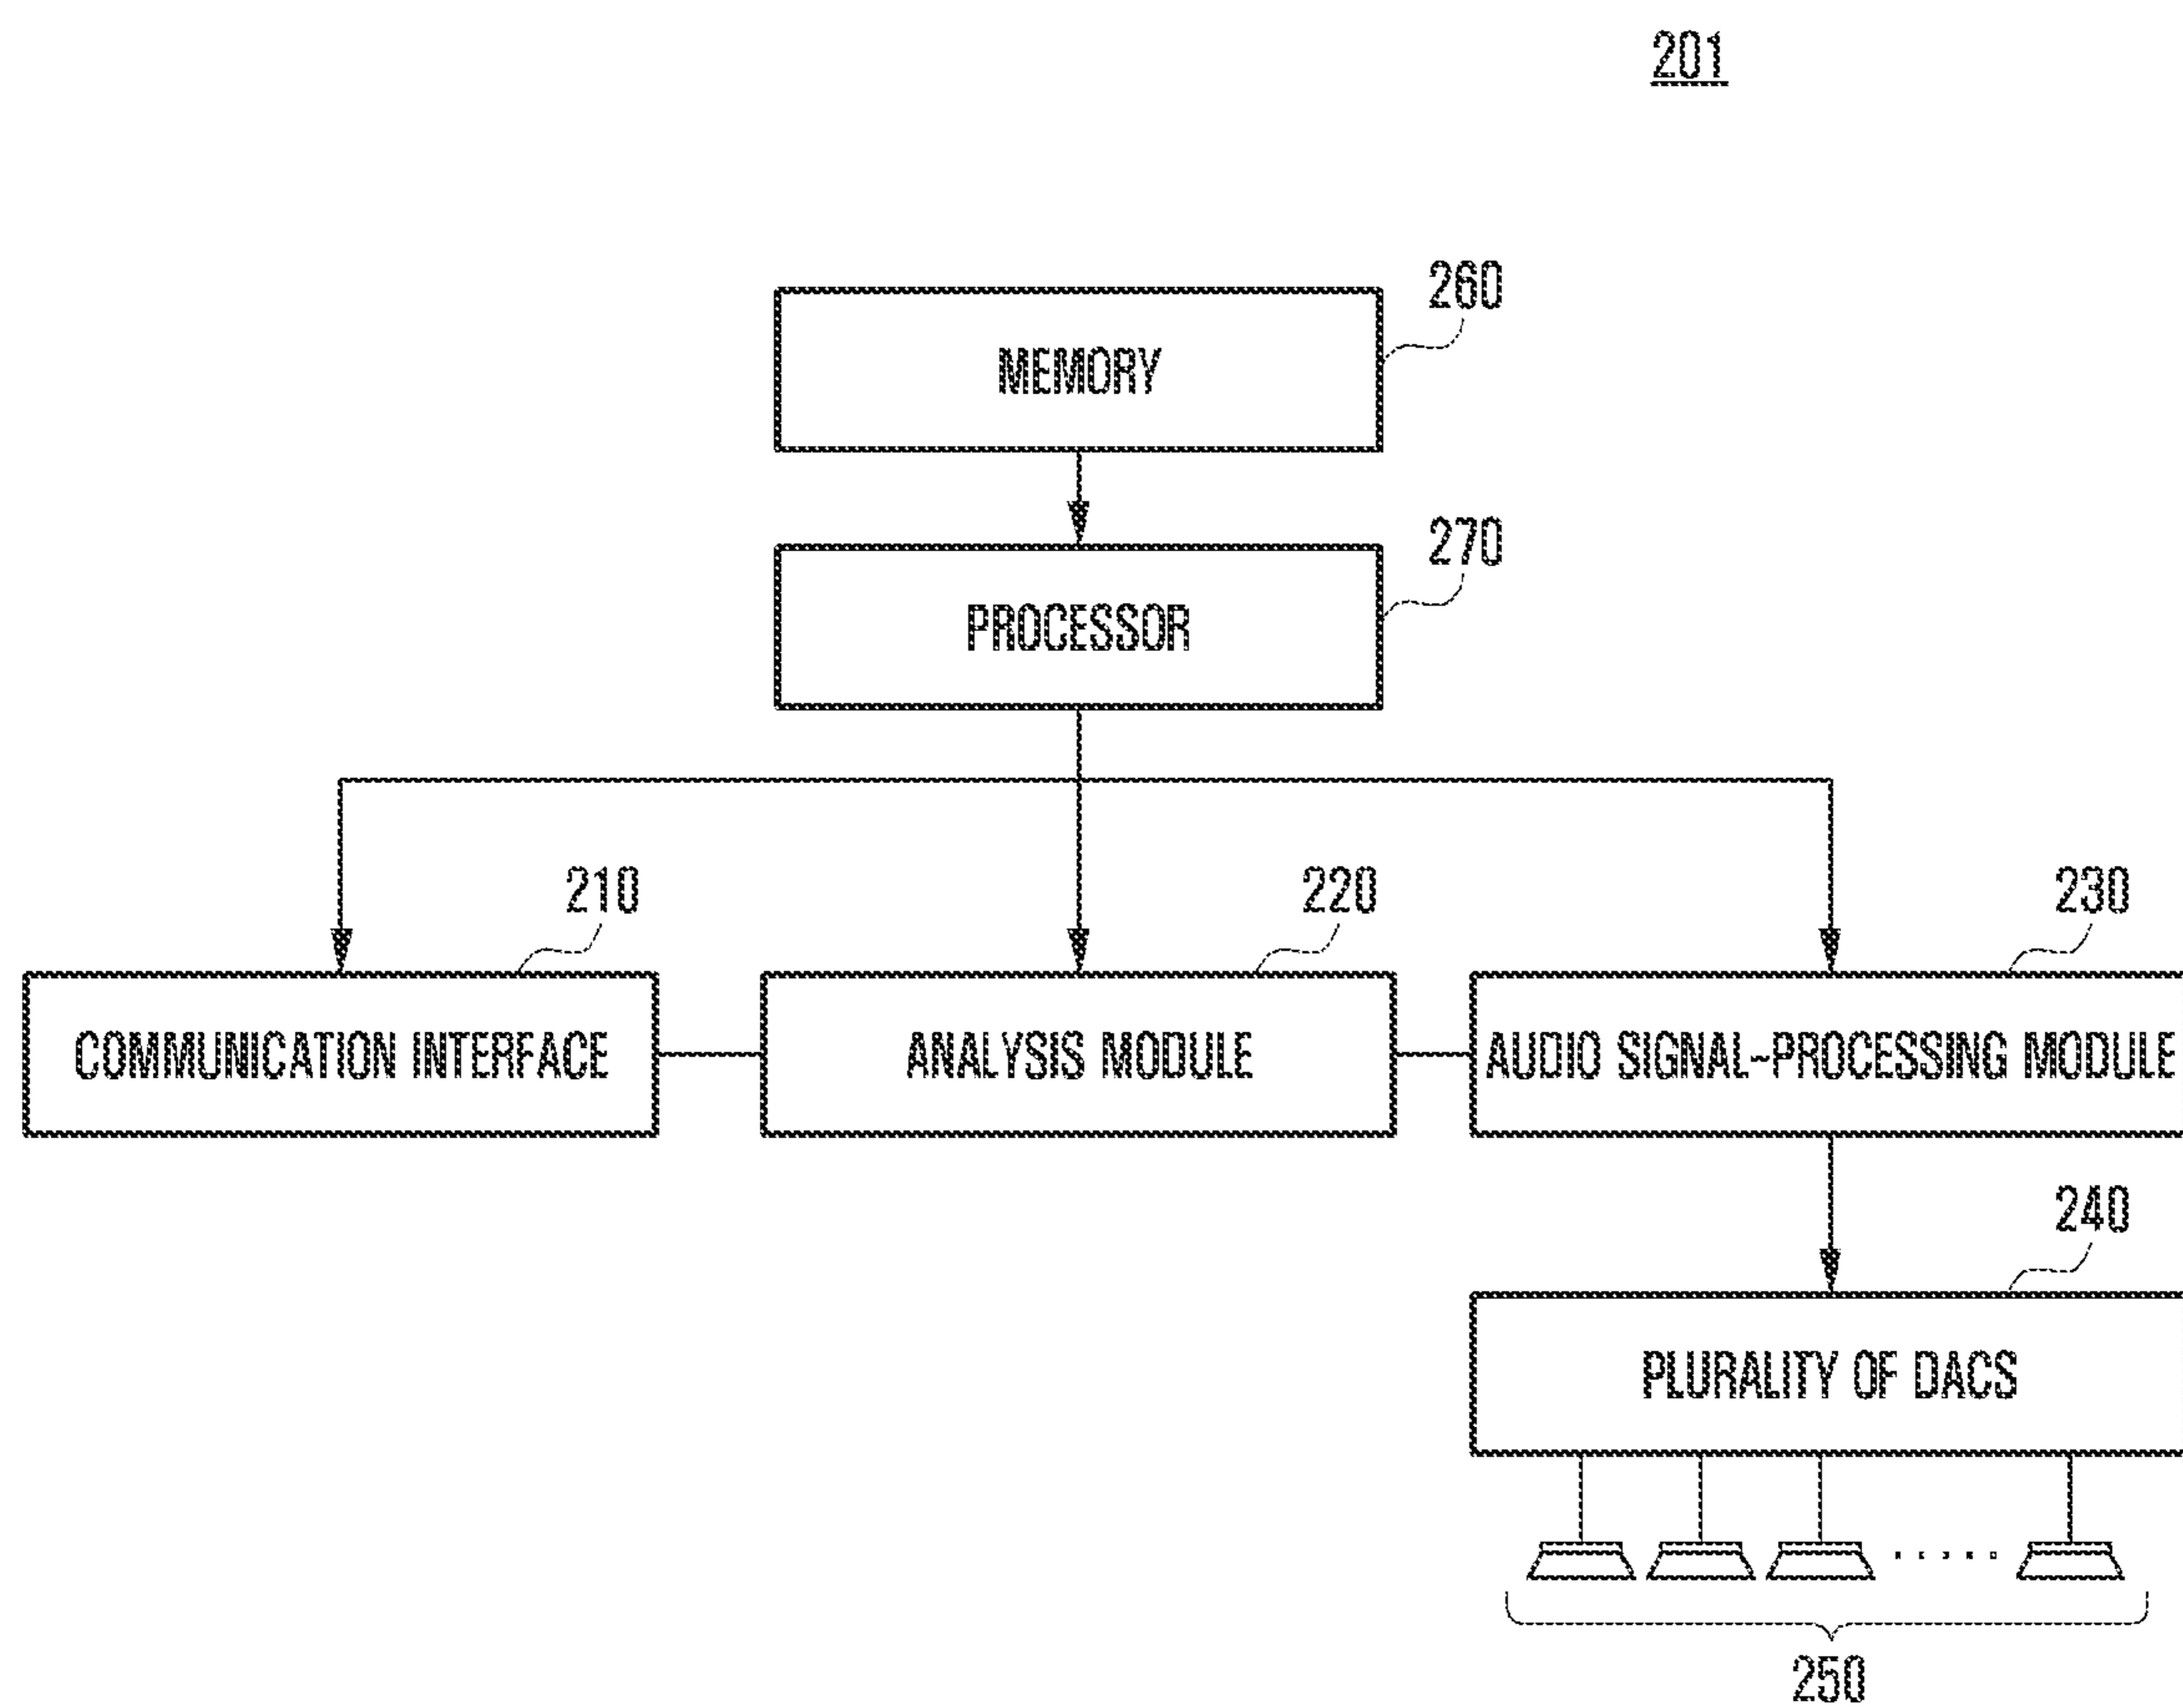 201
260
MEMORY
270
PROCESSOR
210
220
230
COMMUNICATION INTERFACE
ANALYSIS MODULE
AUDIO SIGNAL-PROCESSING MODULE
240
PLURALITY OF DACS
250